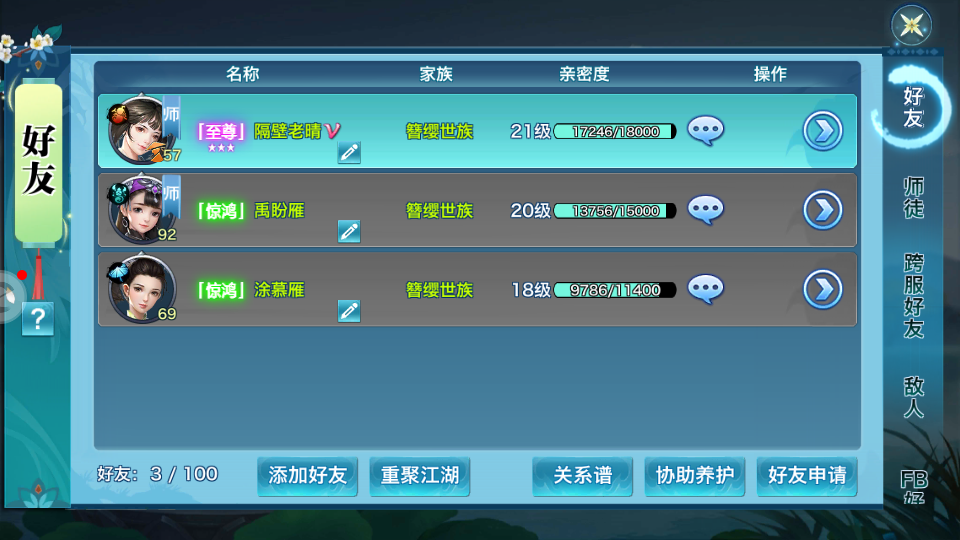 好友
名称 家族 亲密度 操作
师 57 「至尊」 隔壁老晴 V 簪缨世族 21级 17246/18000
师 92 「惊鸿」 禹盼雁 簪缨世族 20级 13756/15000
69 「惊鸿」 涂慕雁 簪缨世族 18级 9786/11400
?
好友: 3 / 100 添加好友 重聚江湖 关系谱 协助养护 好友申请
好友
师徒
跨服好友
敌人
FB好